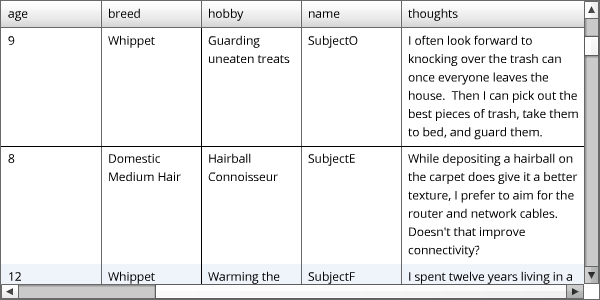 age breed hobby name thoughts
9 Whippet Guarding SubjectO I often look forward to
uneaten treats knocking over the trash can
once everyone leaves the
house.  Then I can pick out the
best pieces of trash, take them
to bed, and guard them.
8 Domestic Hairball SubjectE While depositing a hairball on
Medium Hair Connoisseur the carpet does give it a better
texture, I prefer to aim for the
router and network cables.
Doesn't that improve
connectivity?
12 Whippet Warming the SubjectF I spent twelve years living in a